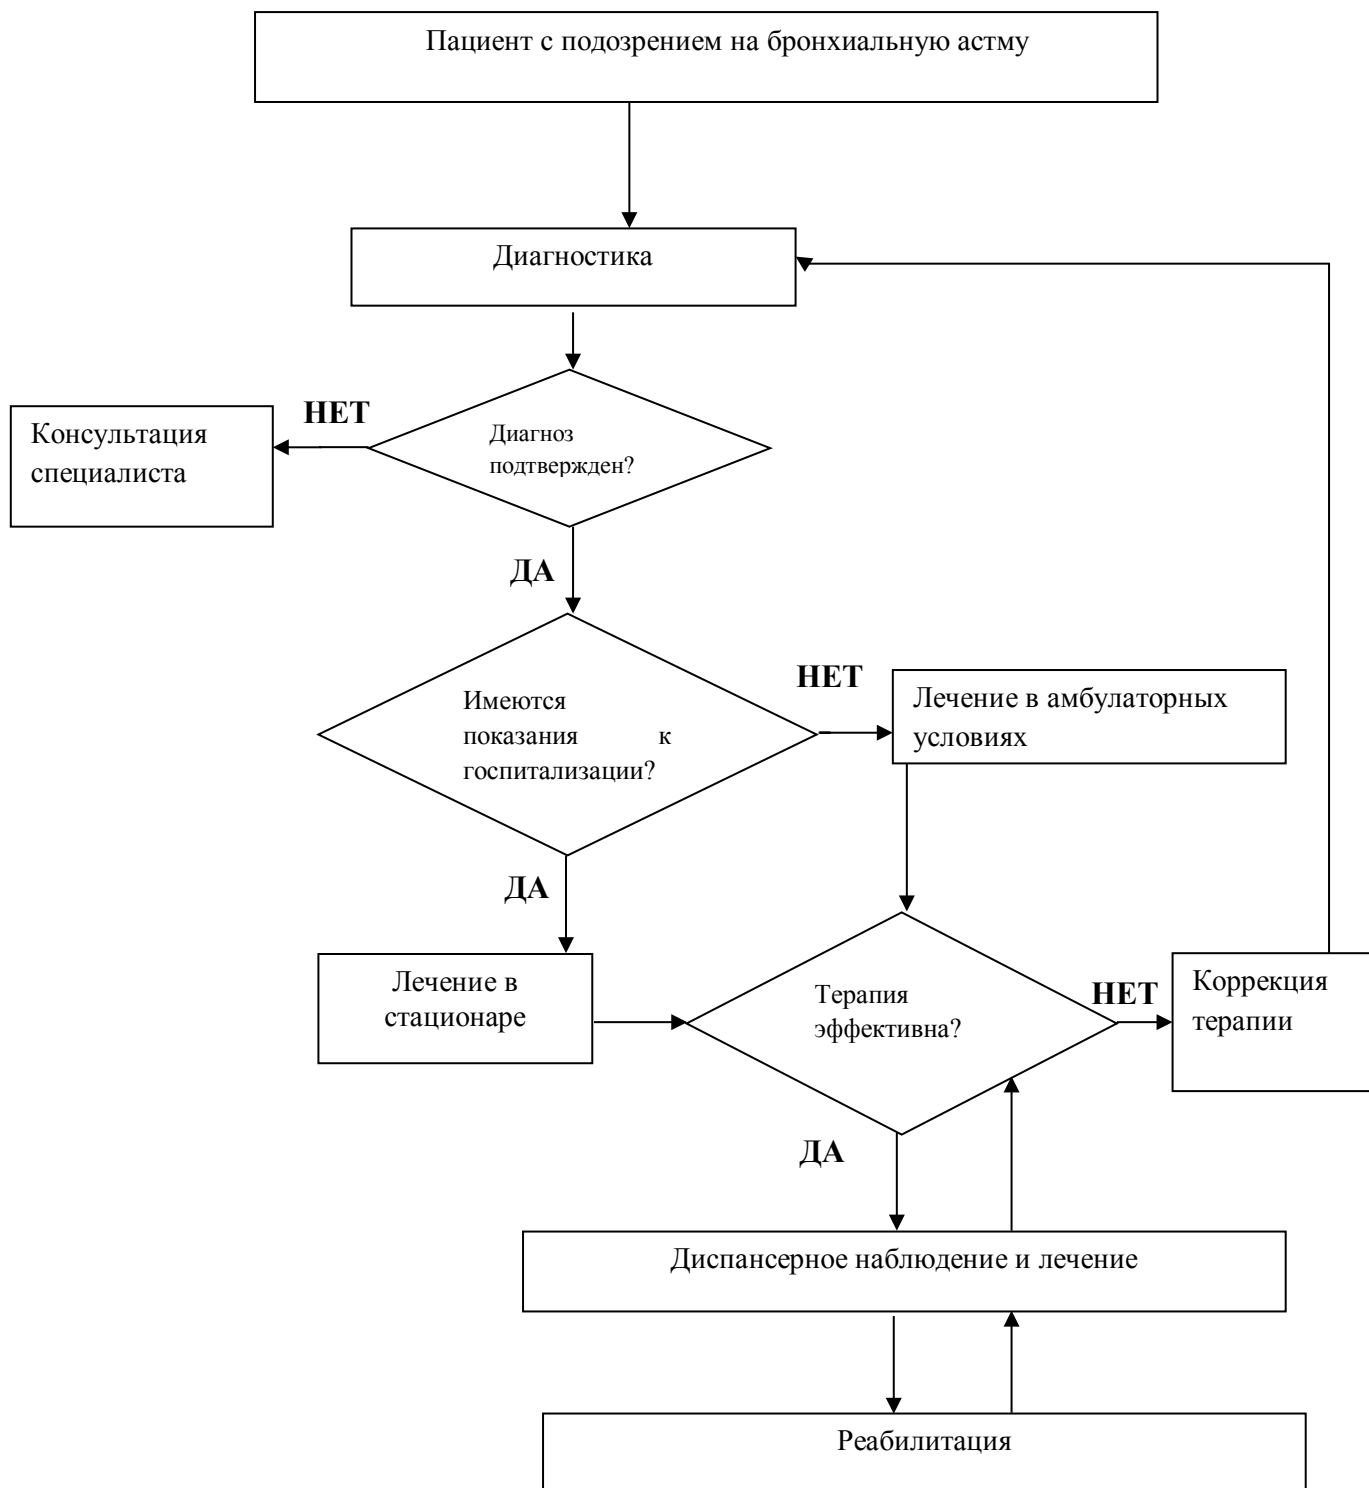 Пациент с подозрением на бронхиальную астму
Диагностика
НЕТ
Консультация
специалиста
Диагноз
подтвержден?
ДА
НЕТ
Имеются
показания к
госпитализации?
Лечение в амбулаторных
условиях
ДА
Лечение в
стационаре
Терапия
эффективна?
НЕТ
Коррекция
терапии
ДА
Диспансерное наблюдение и лечение
Реабилитация